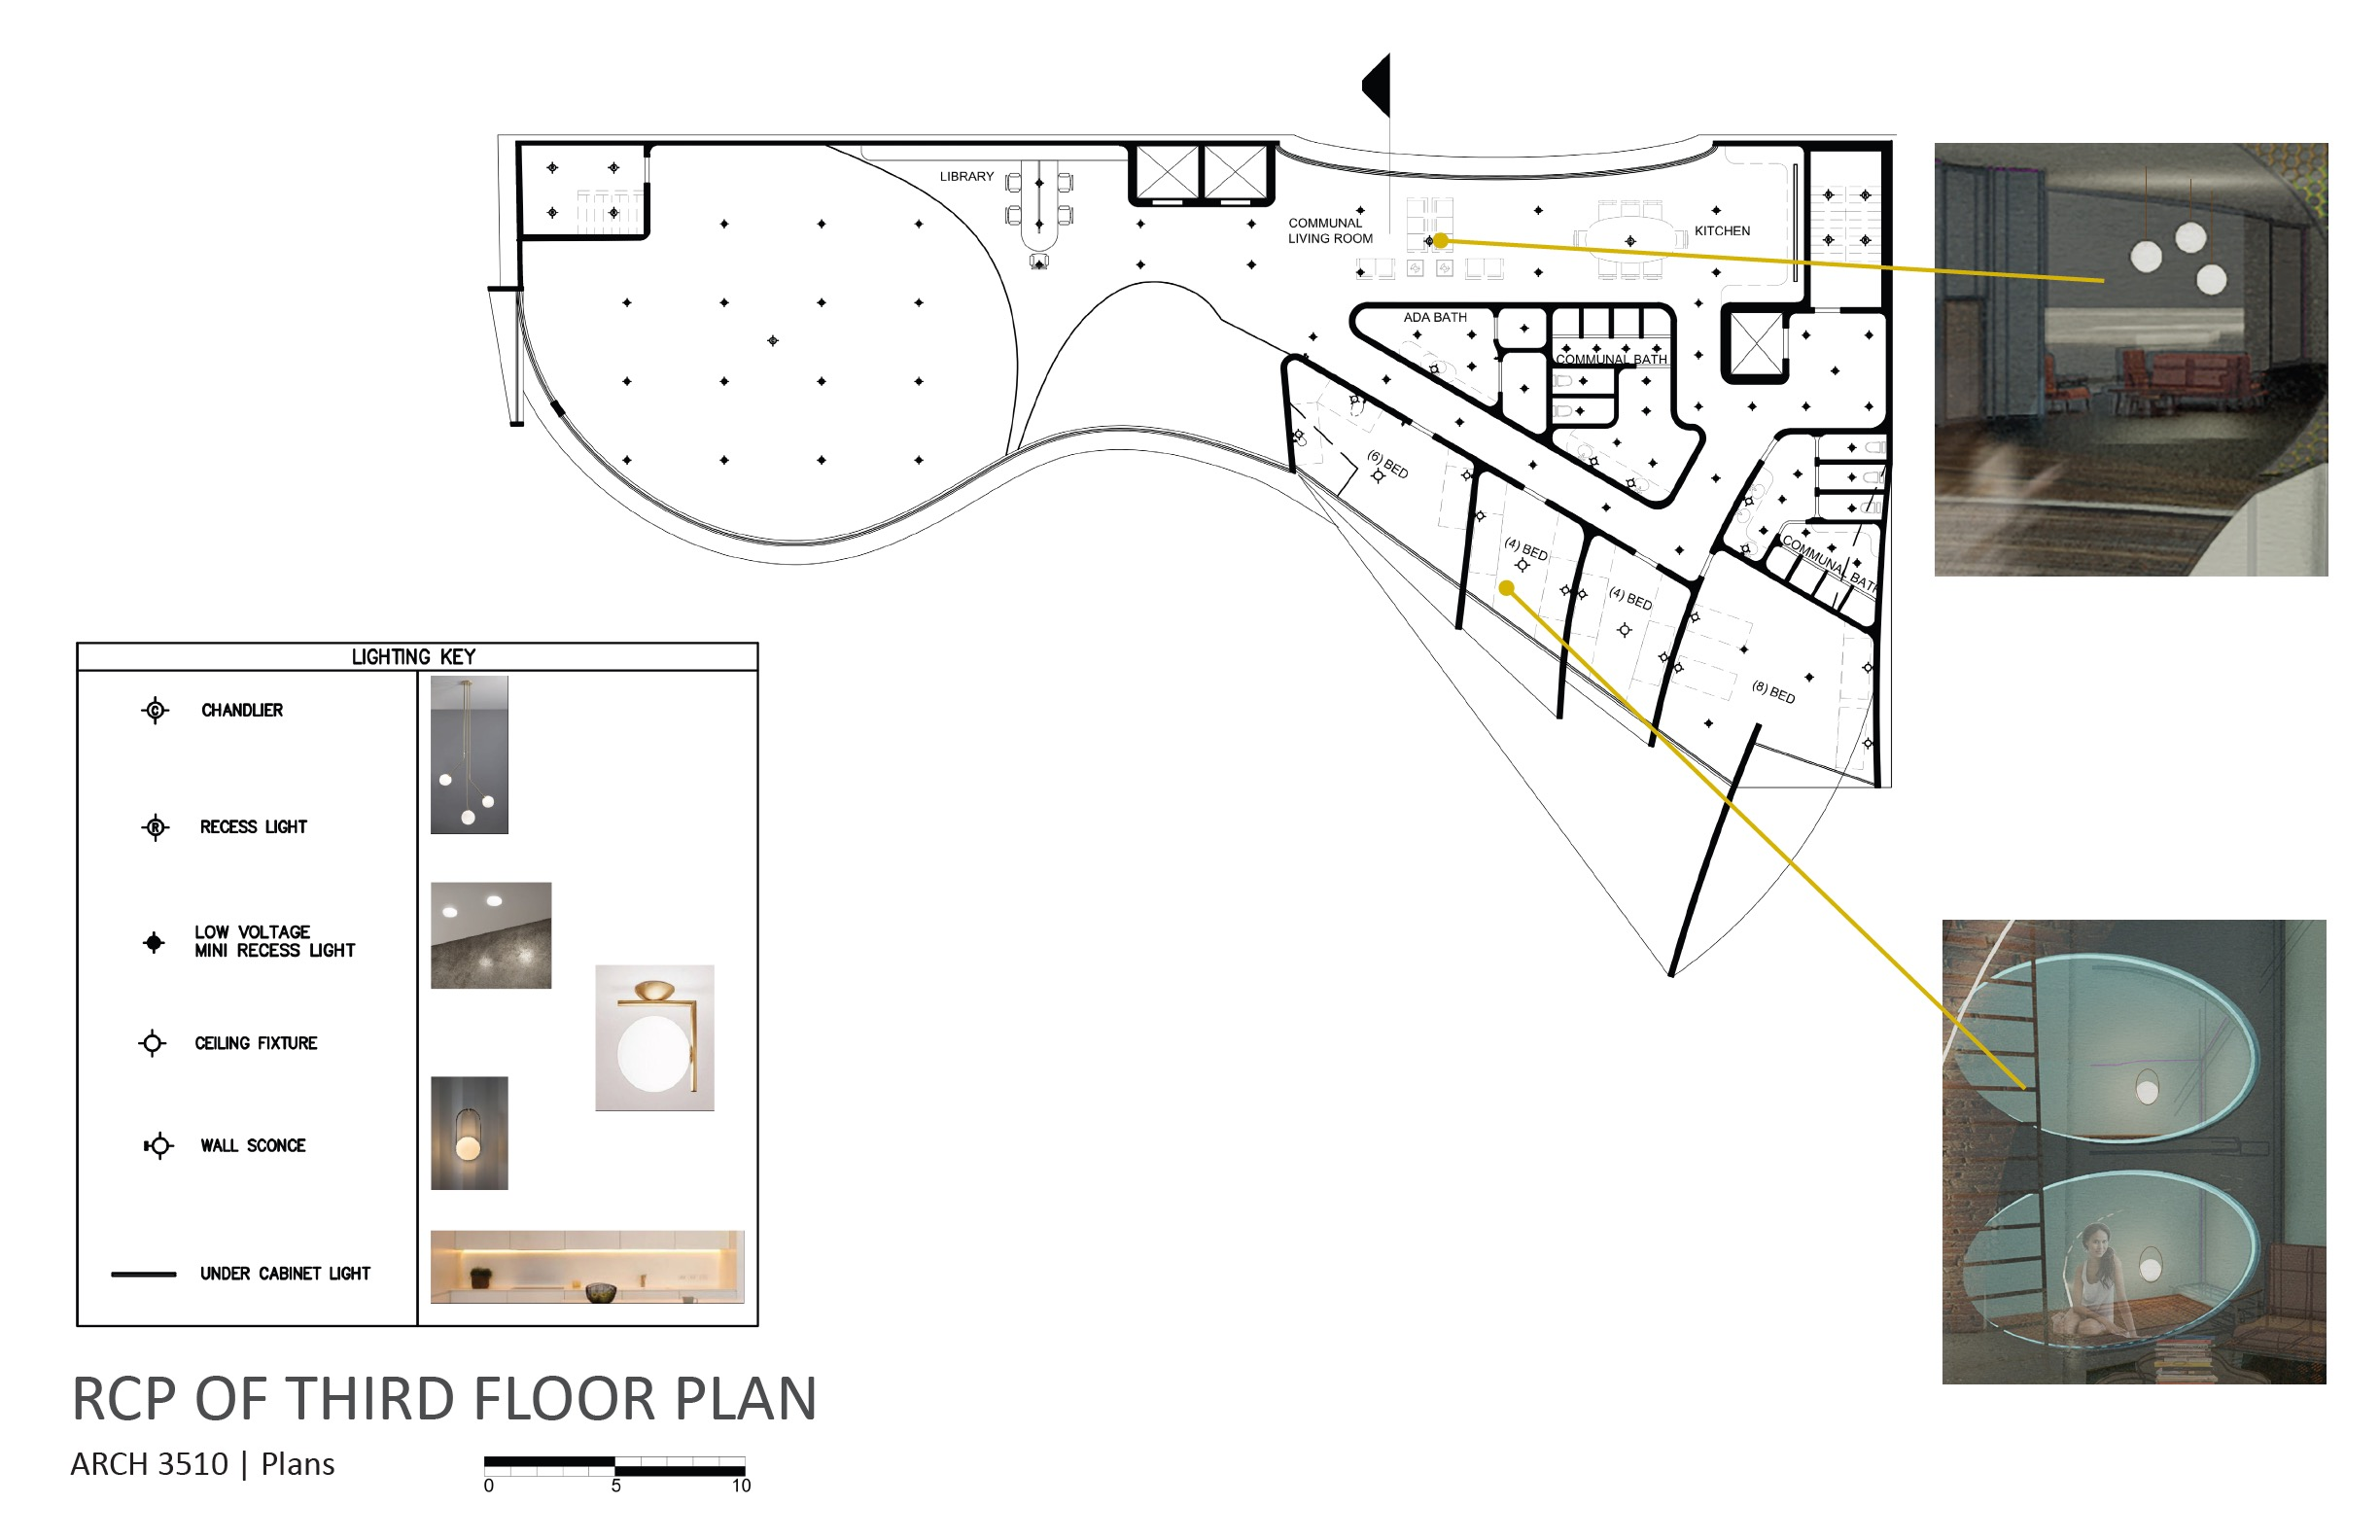 LIBRARY
COMMUNAL
LIVING ROOM
KITCHEN
ADA BATH
COMMUNAL BATH
(6) BED
(4) BED
(4) BED
COMMUNAL BATH
(8) BED
LIGHTING KEY
C
CHANDLIER
R
RECESS LIGHT
LOW VOLTAGE
MINI RECESS LIGHT
CEILING FIXTURE
WALL SCONCE
UNDER CABINET LIGHT
RCP OF THIRD FLOOR PLAN
ARCH 3510 | Plans
0 5 10